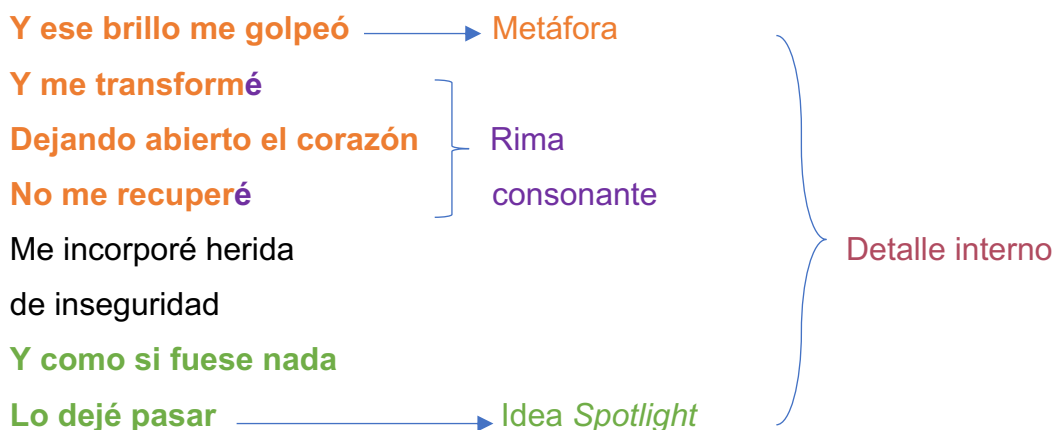 Y ese brillo me golpeó Metáfora
Y me transformé
Dejando abierto el corazón Rima
No me recuperé consonante
Me incorporé herida Detalle interno
de inseguridad
Y como si fuese nada
Lo dejé pasar Idea Spotlight